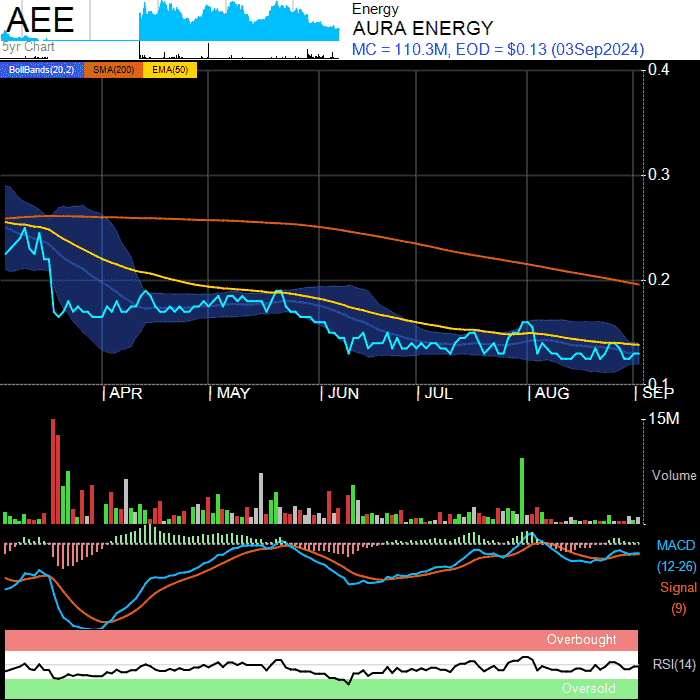 AEE
5yr Chart
Energy
AURA ENERGY
MC = 110.3M, EOD = $0.13 (03Sep2024)
BollBands(20,2) SMA(200) EMA(50)
0.4
0.3
0.2
0.1
APR MAY JUN JUL AUG SEP
15M
Volume
MACD
(12-26)
Signal
(9)
Overbought
RSI(14)
Oversold